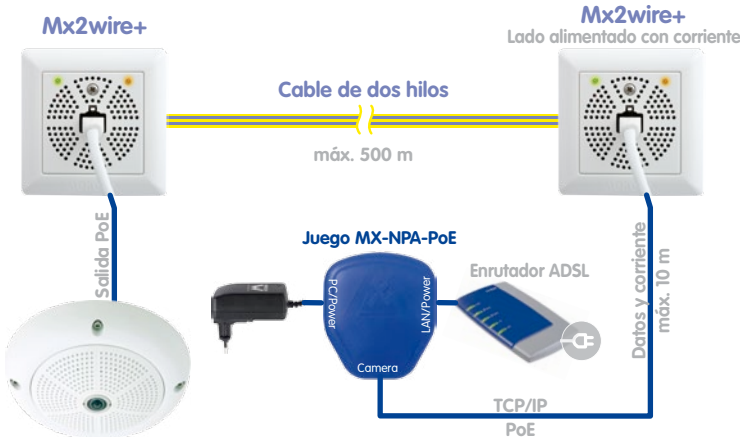 Mx2wire+
Mx2wire+
Lado alimentado con corriente
Cable de dos hilos
máx. 500 m
Salida PoE
Juego MX-NPA-PoE
PC/Power
LAN/Power
Camera
Enrutador ADSL
Datos y corriente
máx. 10 m
TCP/IP
PoE